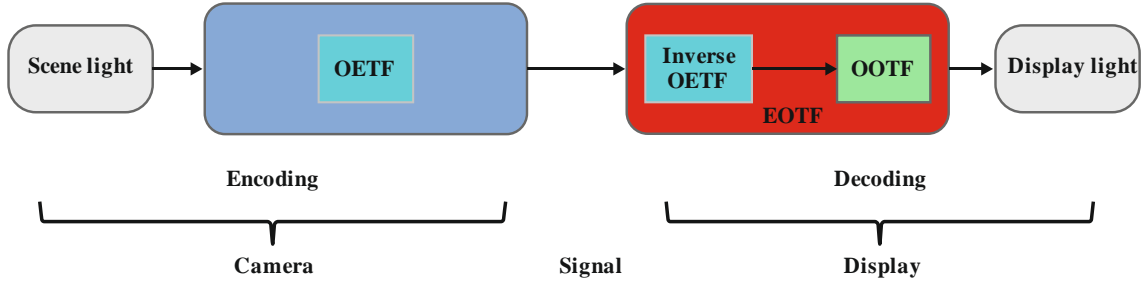 Scene light
OETF
Inverse
OETF
OOTF
EOTF
Display light
Encoding
Decoding
Camera
Signal
Display